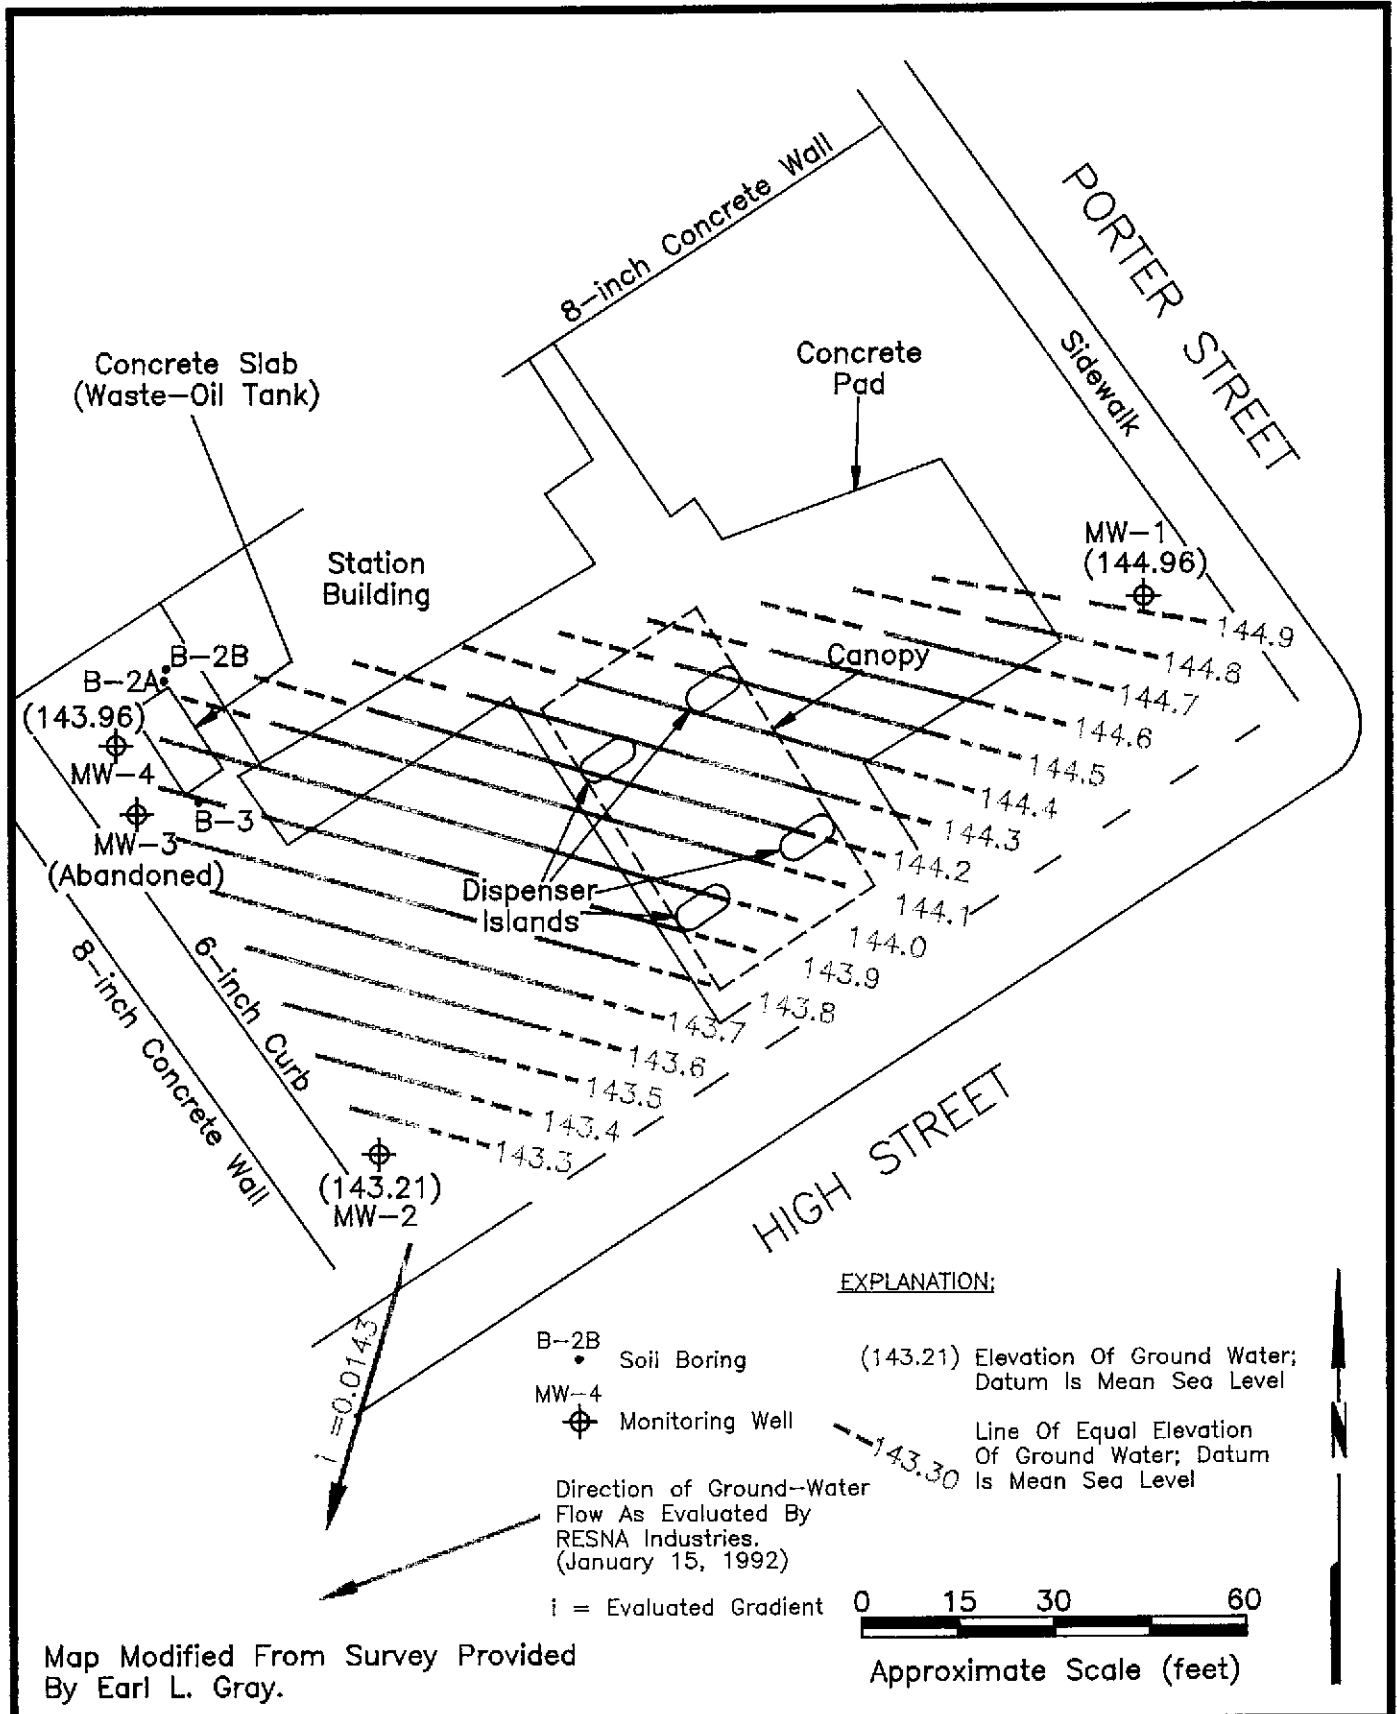 8-inch Concrete Wall
PORTER STREET
Sidewalk
Concrete Slab
(Waste-Oil Tank)
Concrete
Pad
MW-1
(144.96)
Station
Building
B-2B
B-2A
(143.96)
MW-4
MW-3
(Abandoned)
B-3
Canopy
Dispenser
Islands
144.9
144.8
144.7
144.6
144.5
144.4
144.3
144.2
144.1
144.0
143.9
143.8
143.7
143.6
143.5
143.4
143.3
6-inch Curb
8-inch Concrete Wall
(143.21)
MW-2
HIGH STREET
i =0.0143
EXPLANATION:
B-2B
Soil Boring
MW-4
Monitoring Well
Direction of Ground-Water
Flow As Evaluated By
RESNA Industries.
(January 15, 1992)
i = Evaluated Gradient
(143.21) Elevation Of Ground Water;
Datum Is Mean Sea Level
143.30
Line Of Equal Elevation
Of Ground Water; Datum
Is Mean Sea Level
N
0 15 30 60
Approximate Scale (feet)
Map Modified From Survey Provided
By Earl L. Gray.